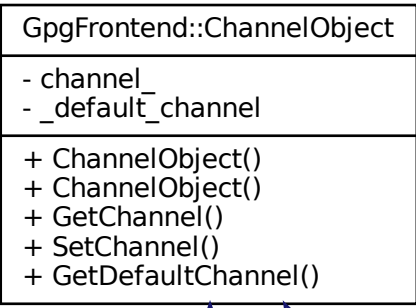 GpgFrontend::ChannelObject
- channel_
- _default_channel
+ ChannelObject()
+ ChannelObject()
+ GetChannel()
+ SetChannel()
+ GetDefaultChannel()